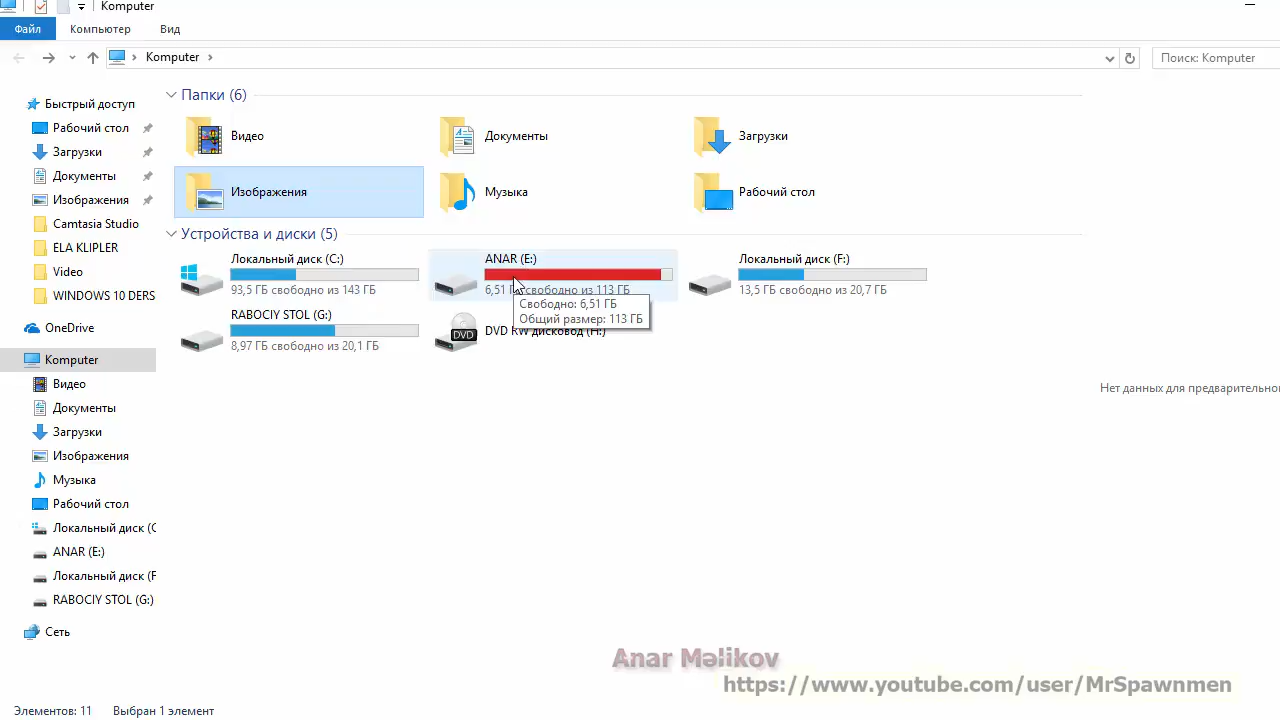 Komputer
Файл
Компьютер
Вид
Komputer
Поиск: Komputer
Быстрый доступ
Рабочий стол
Загрузки
Документы
Изображения
Camtasia Studio
ELA KLIPLER
Video
WINDOWS 10 DERS
OneDrive
Komputer
Видео
Документы
Загрузки
Изображения
Музыка
Рабочий стол
Локальный диск (C
ANAR (E:)
Локальный диск (F
RABOCIY STOL (G:)
Сеть
Папки (6)
Видео
Документы
Загрузки
Изображения
Музыка
Рабочий стол
Устройства и диски (5)
Локальный диск (C:)
93,5 ГБ свободно из 143 ГБ
ANAR (E:)
6,51 свободно из 113 ГБ
Свободно: 6,51 ГБ
Общий размер: 113 ГБ
Локальный диск (F:)
13,5 ГБ свободно из 20,7 ГБ
RABOCIY STOL (G:)
8,97 ГБ свободно из 20,1 ГБ
DVD
DVD RW дисковод (H:)
Нет данных для предварительно
Anar Məlikov
https://www.youtube.com/user/MrSpawnmen
Элементов: 11
Выбран 1 элемент